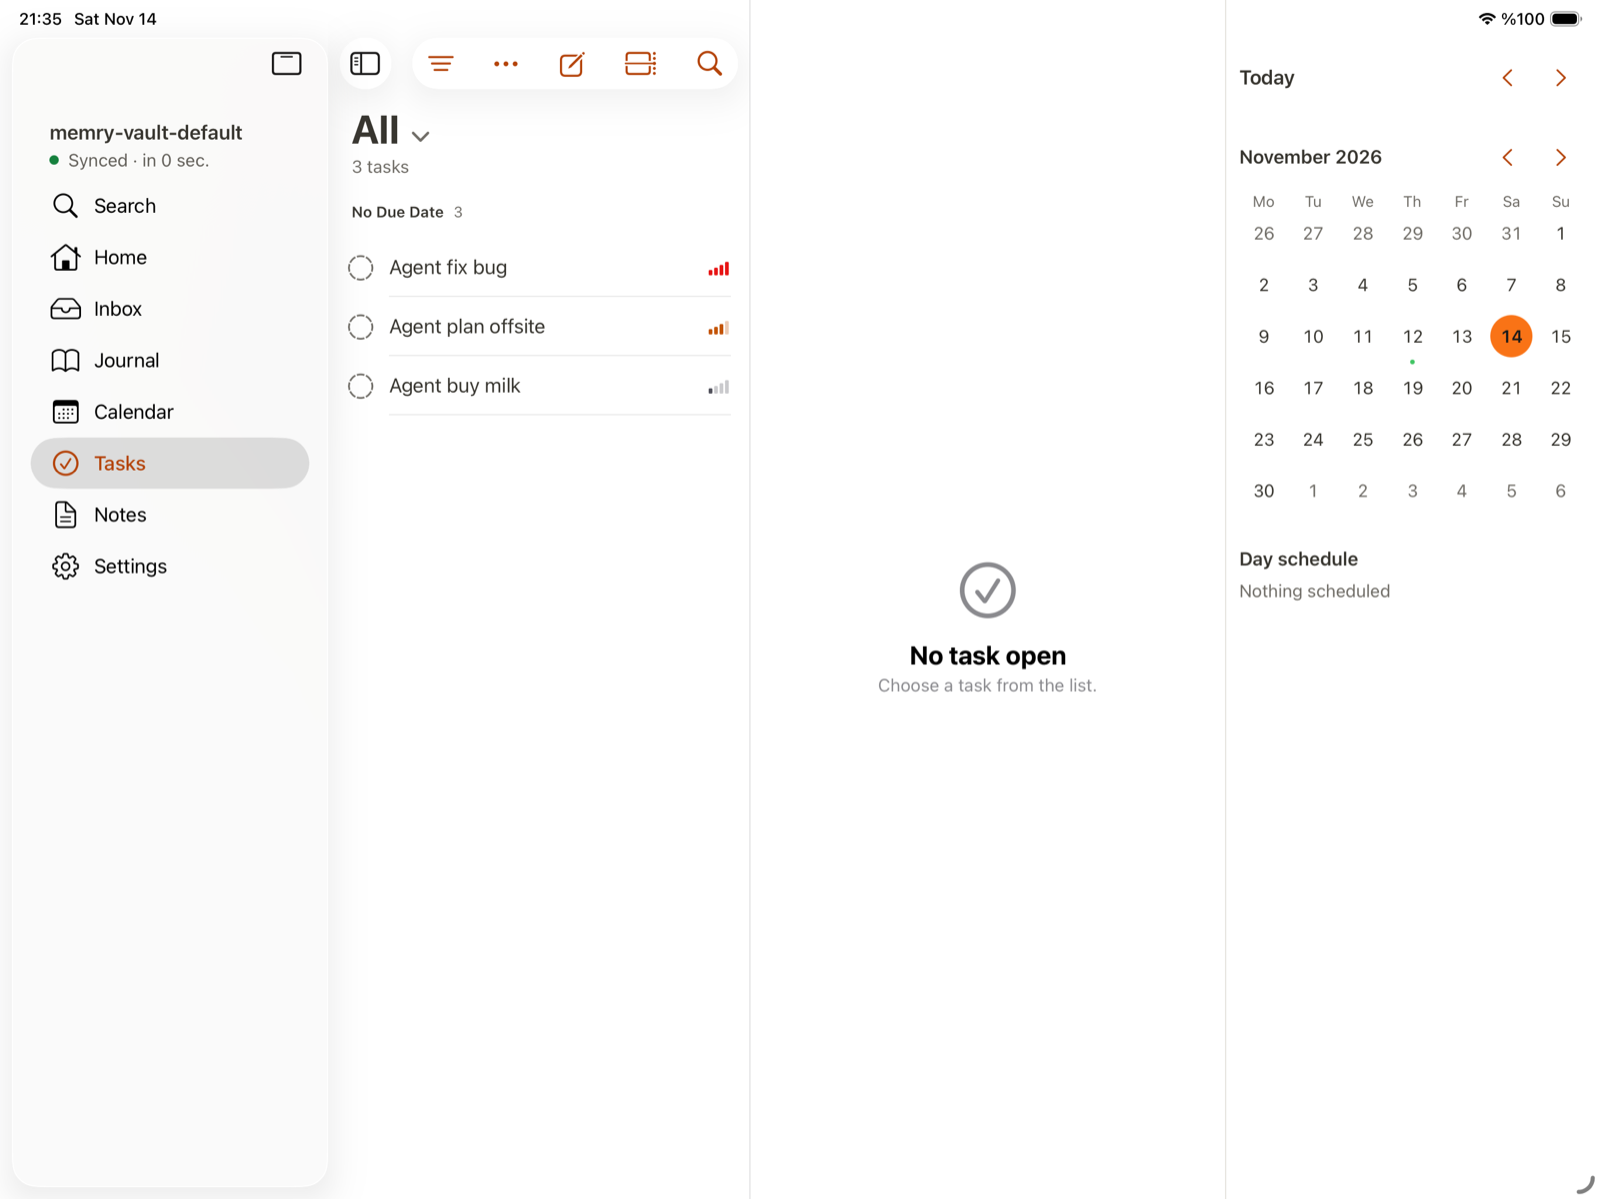 21:35 Sat Nov 14
%100
memry-vault-default
Synced · in 0 sec.
Search
Home
Inbox
Journal
Calendar
Tasks
Notes
Settings
All
3 tasks
No Due Date 3
Agent fix bug
Agent plan offsite
Agent buy milk
No task open
Choose a task from the list.
Today
November 2026
Mo Tu We Th Fr Sa Su
26 27 28 29 30 31 1
2 3 4 5 6 7 8
9 10 11 12 13 14 15
16 17 18 19 20 21 22
23 24 25 26 27 28 29
30 1 2 3 4 5 6
Day schedule
Nothing scheduled